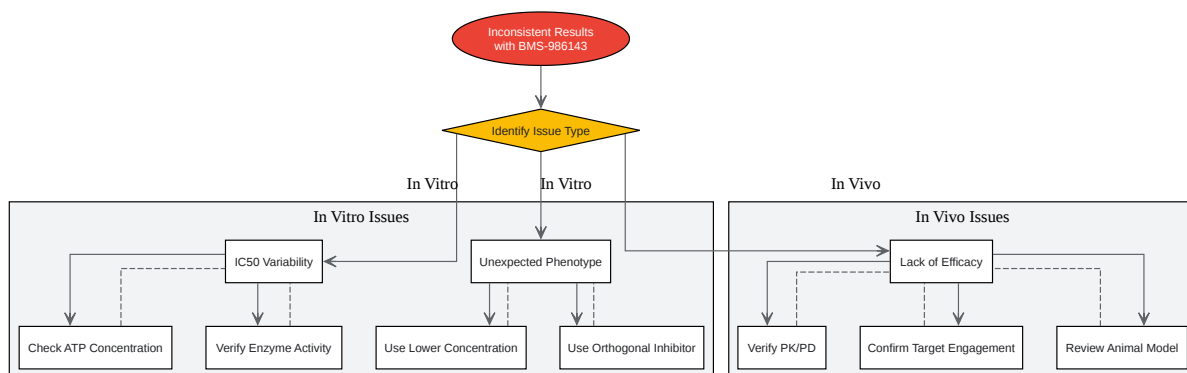 Inconsistent Results
with BMS-986143
Identify Issue Type
In Vitro
In Vitro
In Vivo
In Vitro Issues
In Vivo Issues
IC50 Variability
Unexpected Phenotype
Lack of Efficacy
Check ATP Concentration
Verify Enzyme Activity
Use Lower Concentration
Use Orthogonal Inhibitor
Verify PK/PD
Confirm Target Engagement
Review Animal Model